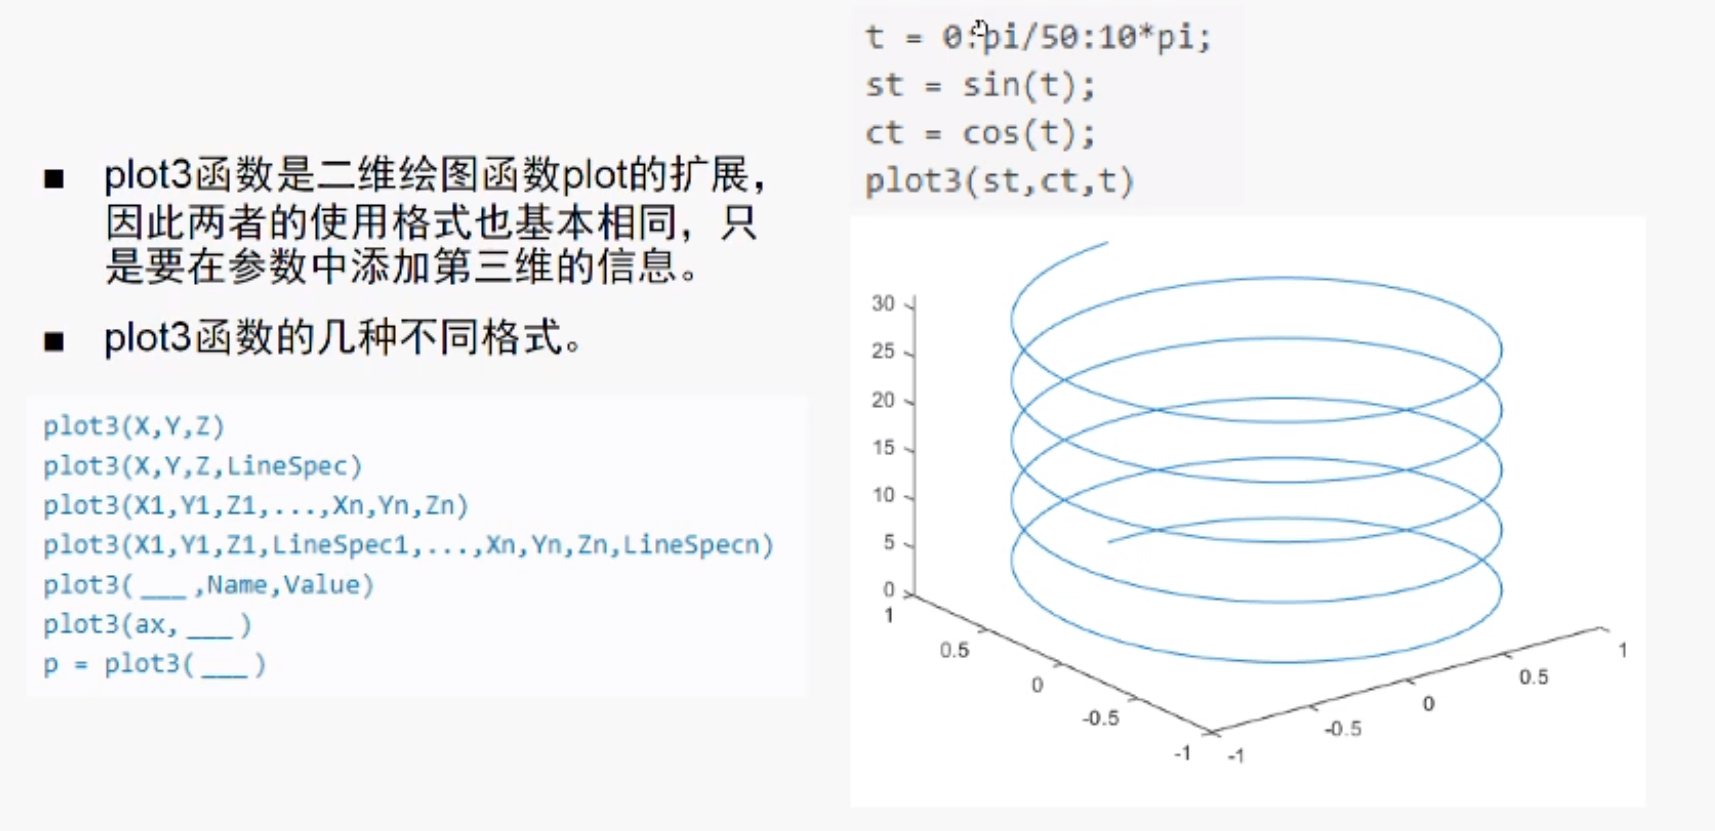 ■ plot3函数是二维绘图函数plot的扩展，
因此两者的使用格式也基本相同，只
是要在参数中添加第三维的信息。
■ plot3函数的几种不同格式。
plot3(X,Y,Z)
plot3(X,Y,Z,LineSpec)
plot3(X1,Y1,Z1,...,Xn,Yn,Zn)
plot3(X1,Y1,Z1,LineSpec1,...,Xn,Yn,Zn,LineSpecn)
plot3(___,Name,Value)
plot3(ax,___)
p = plot3(___)
t = 0:pi/50:10*pi;
st = sin(t);
ct = cos(t);
plot3(st,ct,t)
30
25
20
15
10
5
0
1
0.5
0
-0.5
-1
-1
-0.5
0
0.5
1